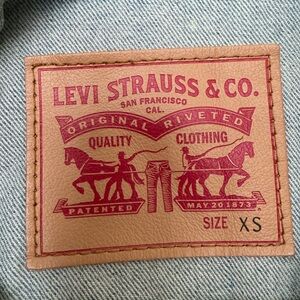 LEVI STRAUSS & CO.
SAN FRANCISCO
CAL.
ORIGINAL RIVETED
QUALITY CLOTHING
PATENTED MAY 20 1873
SIZE XS